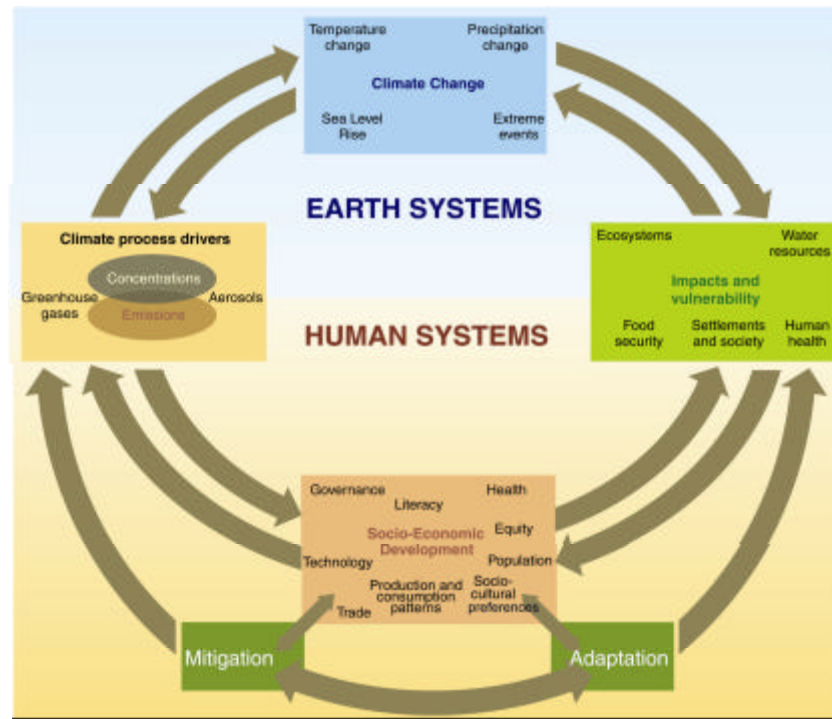 Temperature
change
Precipitation
change
Climate Change
Sea Level
Rise
Extreme
events
EARTH SYSTEMS
Climate process drivers
Concentrations
Greenhouse
gases
Aerosols
Emissions
Ecosystems
Water
resources
Impacts and
vulnerability
Food
security
Settlements
and society
Human
health
HUMAN SYSTEMS
Governance
Literacy
Health
Equity
Socio-Economic
Development
Technology
Population
Production and
consumption
patterns
Socio-
cultural
preferences
Trade
Mitigation
Adaptation